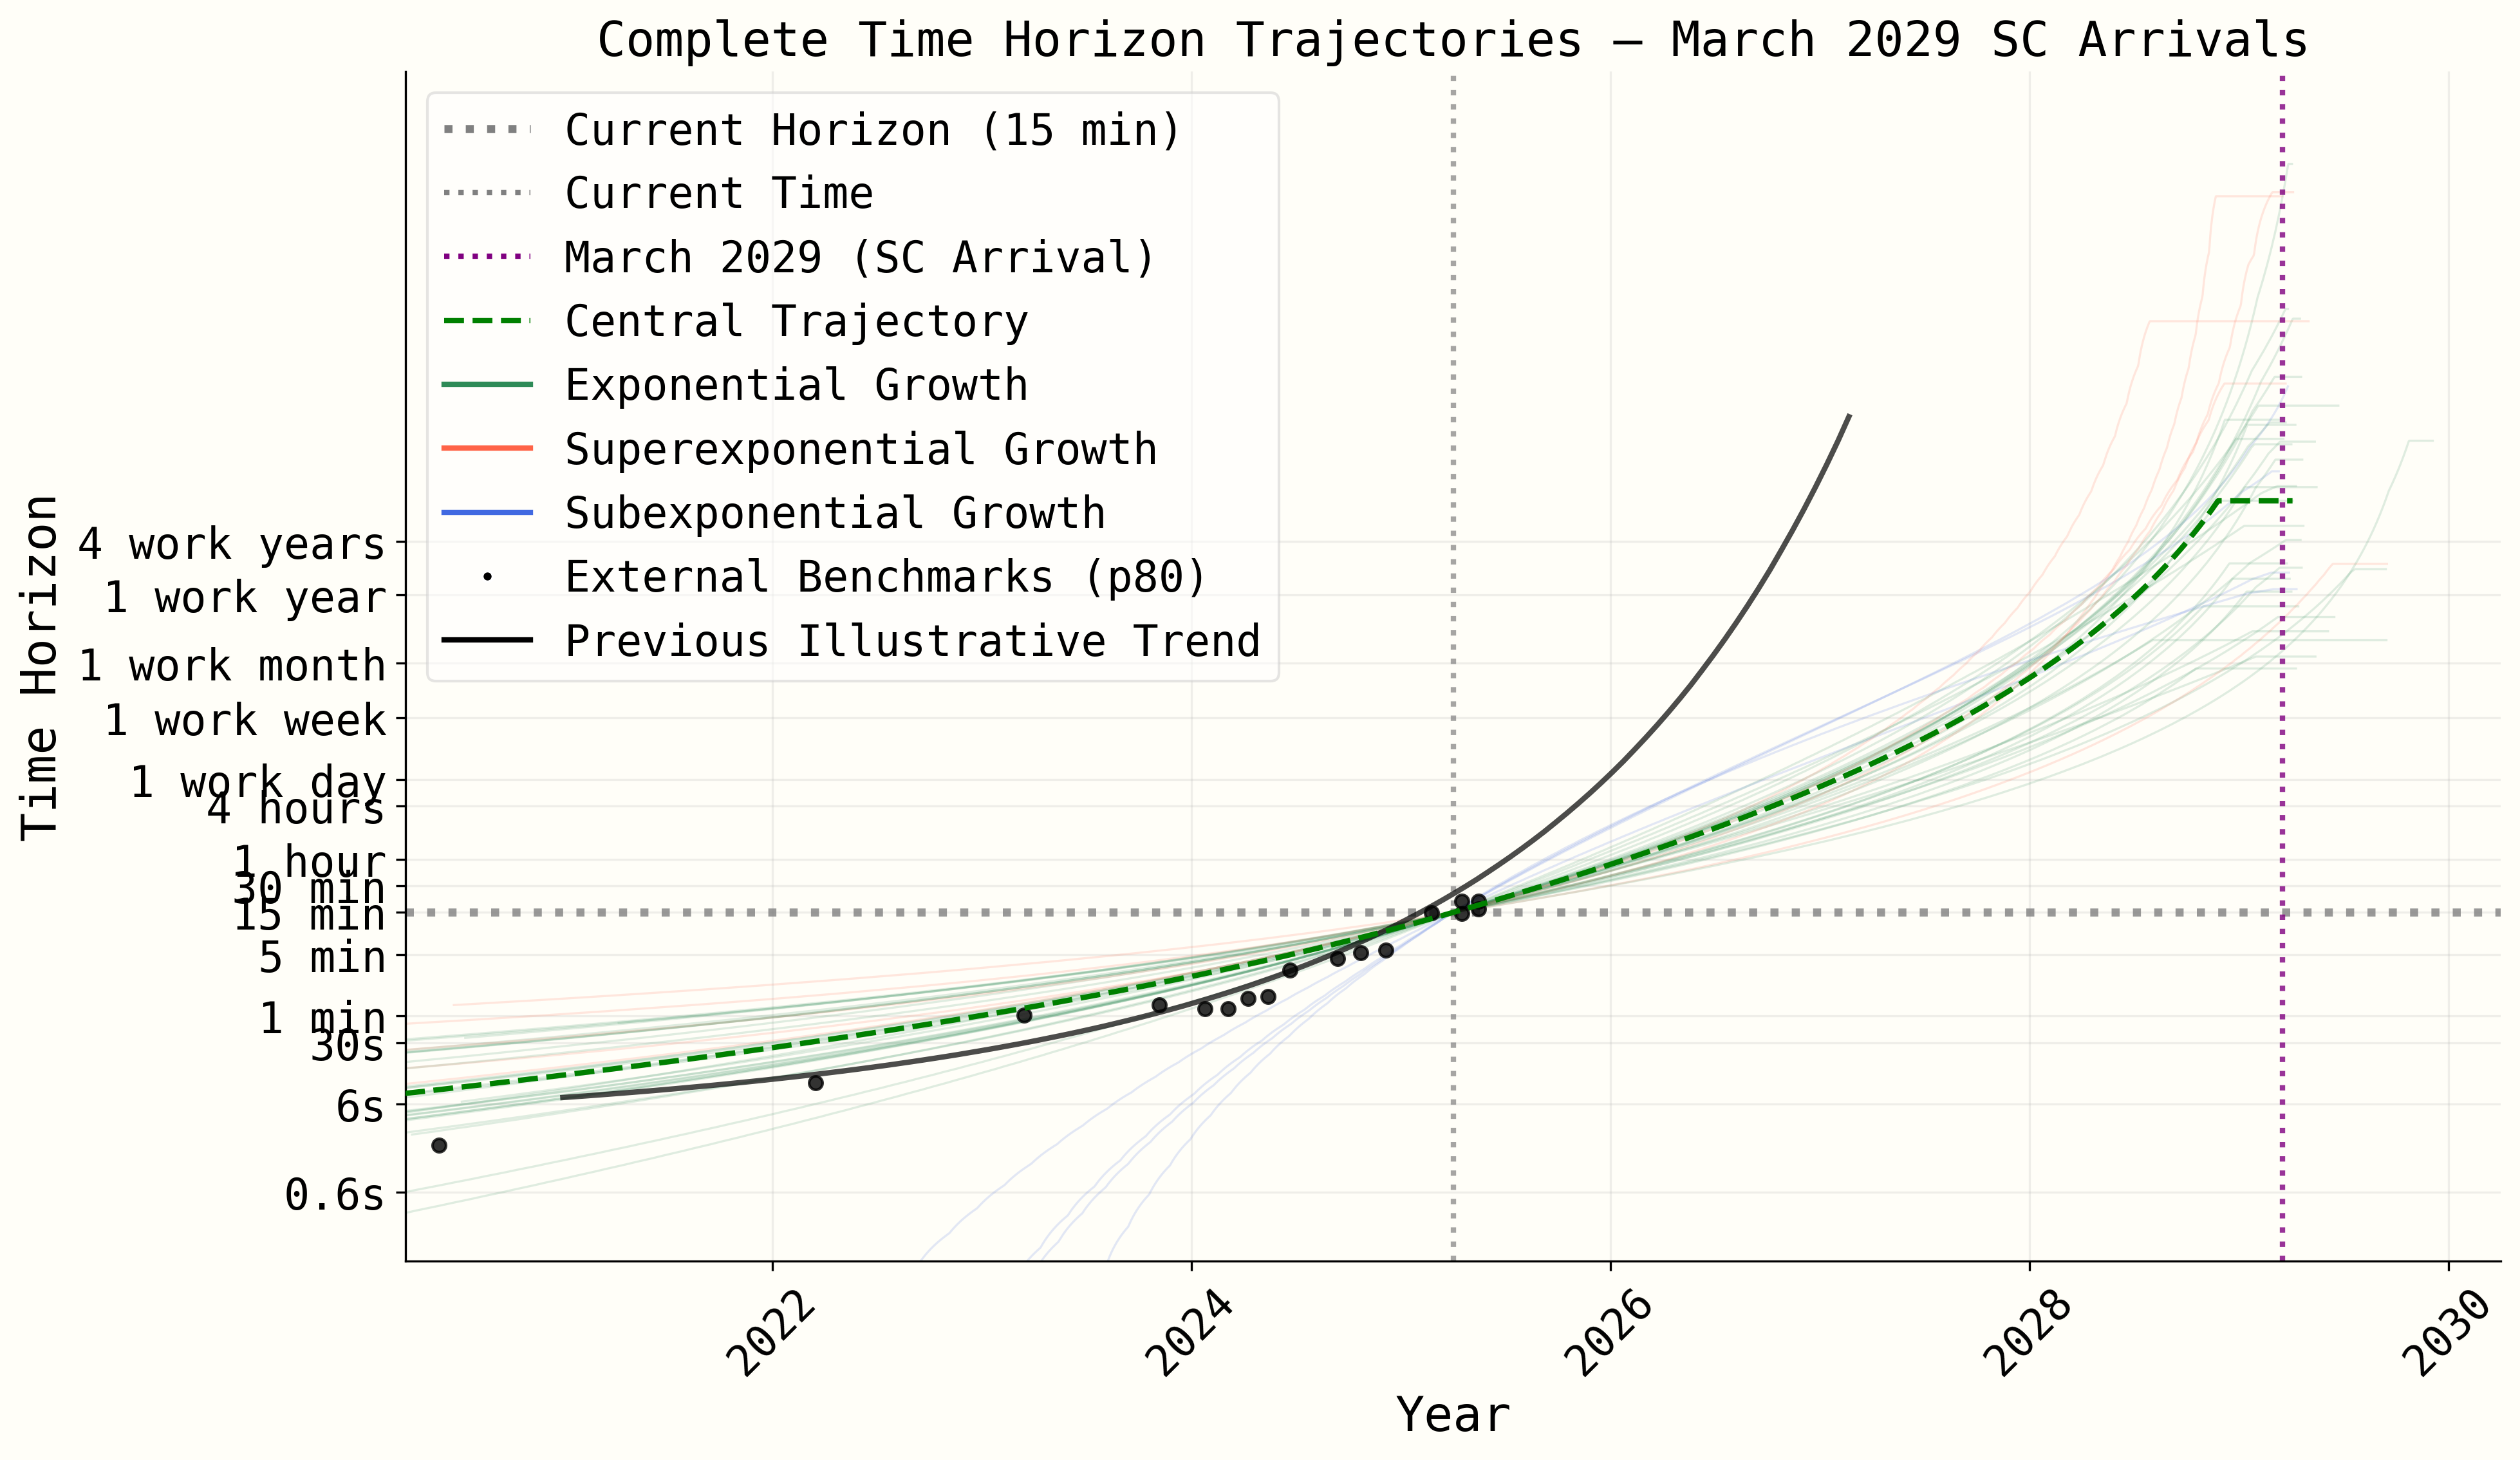 Complete Time Horizon Trajectories — March 2029 SC Arrivals
Current Horizon (15 min)
Current Time
March 2029 (SC Arrival)
Central Trajectory
Exponential Growth
Superexponential Growth
Subexponential Growth
External Benchmarks (p80)
Previous Illustrative Trend
Time Horizon
4 work years
1 work year
1 work month
1 work week
1 work day
4 hours
1 hour
30 min
15 min
5 min
1 min
30s
6s
0.6s
2022
2024
2026
2028
2030
Year